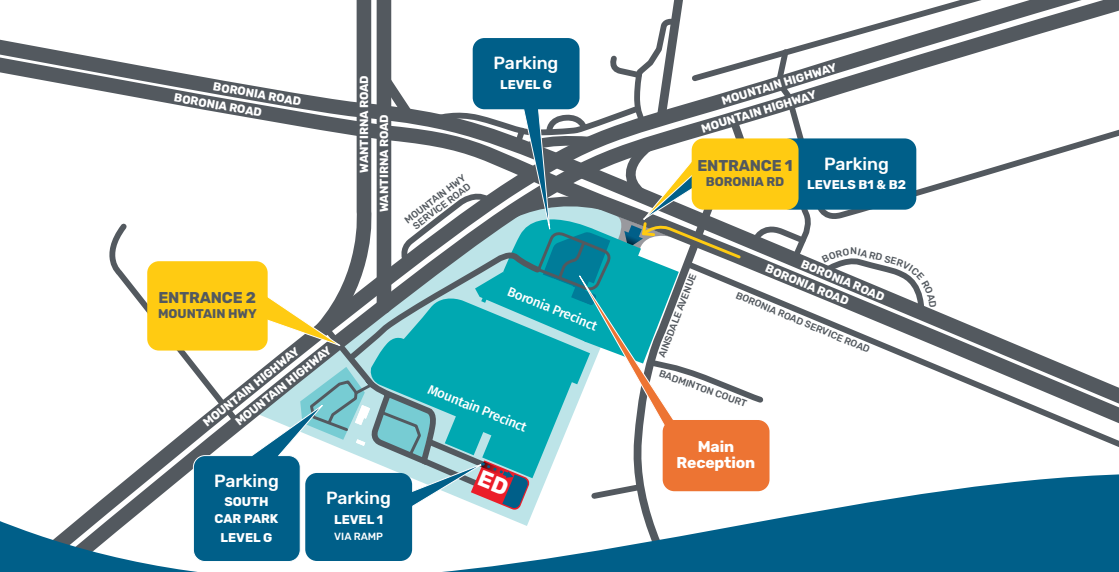 Parking
LEVEL G
BORONIA ROAD
BORONIA ROAD
WANTIRNA ROAD
WANTIRNA ROAD
MOUNTAIN HIGHWAY
MOUNTAIN HIGHWAY
ENTRANCE 1
BORONIA RD
Parking
LEVELS B1 & B2
MOUNTAIN HWY
SERVICE ROAD
BORONIA RD SERVICE ROAD
BORONIA ROAD
BORONIA ROAD
ENTRANCE 2
MOUNTAIN HWY
Boronia Precinct
AINSDALE AVENUE
BORONIA ROAD SERVICE ROAD
MOUNTAIN HIGHWAY
MOUNTAIN HIGHWAY
BADMINTON COURT
Mountain Precinct
Main
Reception
ED
Parking
SOUTH
CAR PARK
LEVEL G
Parking
LEVEL 1
VIA RAMP